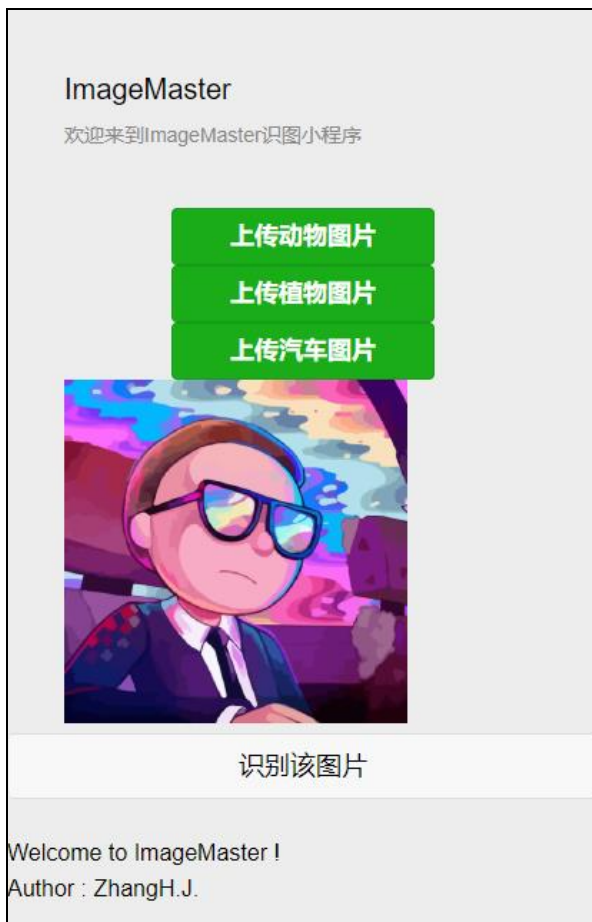 ImageMaster
欢迎来到ImageMaster识图小程序
上传动物图片
上传植物图片
上传汽车图片
识别该图片
Welcome to ImageMaster !
Author : ZhangH.J.